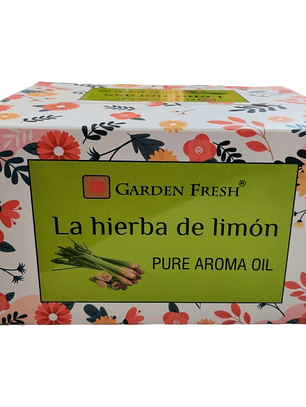 GARDEN FRESH®
La hierba de limón
PURE AROMA OIL